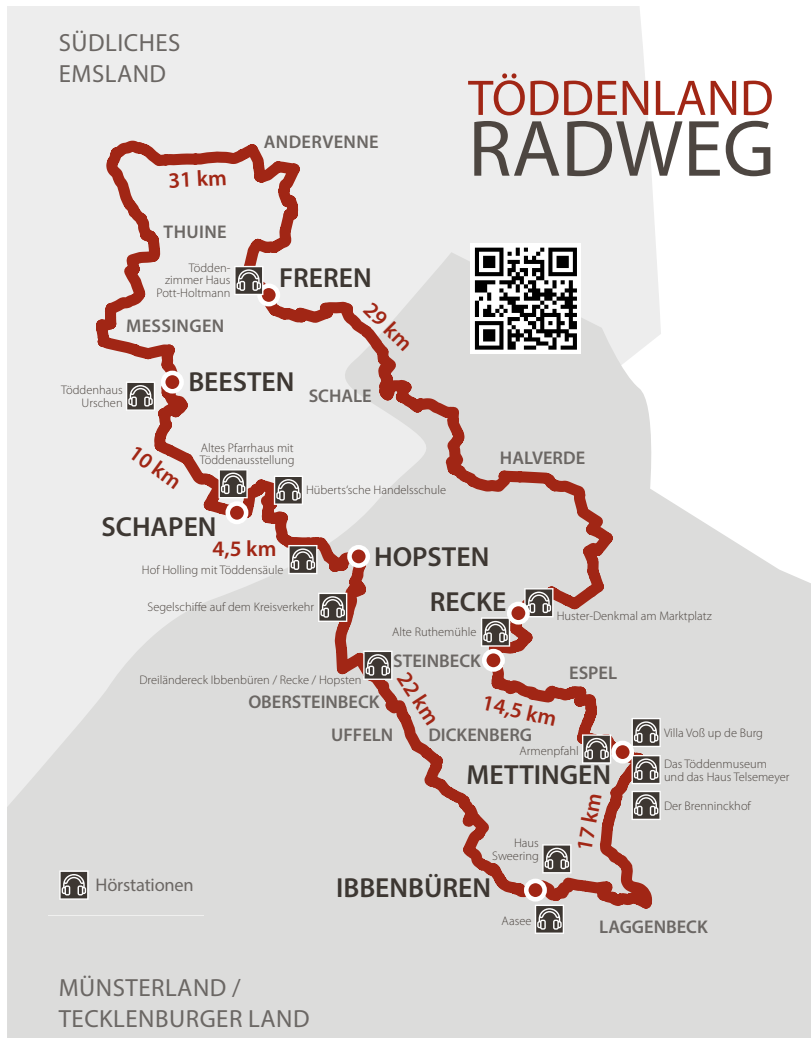 SÜDLICHES
EMSLAND
TÖDDENLAND
RADWEG
ANDERVENNE
31 km
THUINE
Tödden-
zimmer Haus
Pott-Holtmann
FREREN
29 km
MESSINGEN
BEESTEN
Töddenhaus
Urschen
SCHALE
10 km
Altes Pfarrhaus mit
Töddenausstellung
HALVERDE
Hüberts'sche Handelsschule
SCHAPEN
4,5 km
HOPSTEN
Hof Holling mit Töddensäule
RECKE
Segelschiffe auf dem Kreisverkehr
Huster-Denkmal am Marktplatz
Alte Ruthemühle
STEINBECK
Dreiländereck Ibbenbüren / Recke / Hopsten
ESPEL
OBERSTEINBECK
22 km
14,5 km
UFFELN
DICKENBERG
Villa Voß up de Burg
Armenpfahl
METTINGEN
Das Töddenmuseum
und das Haus Telsemeyer
Der Brenninckhof
17 km
Haus
Sweering
IBBENBÜREN
Hörstationen
Aasee
LAGGENBECK
MÜNSTERLAND /
TECKLENBURGER LAND